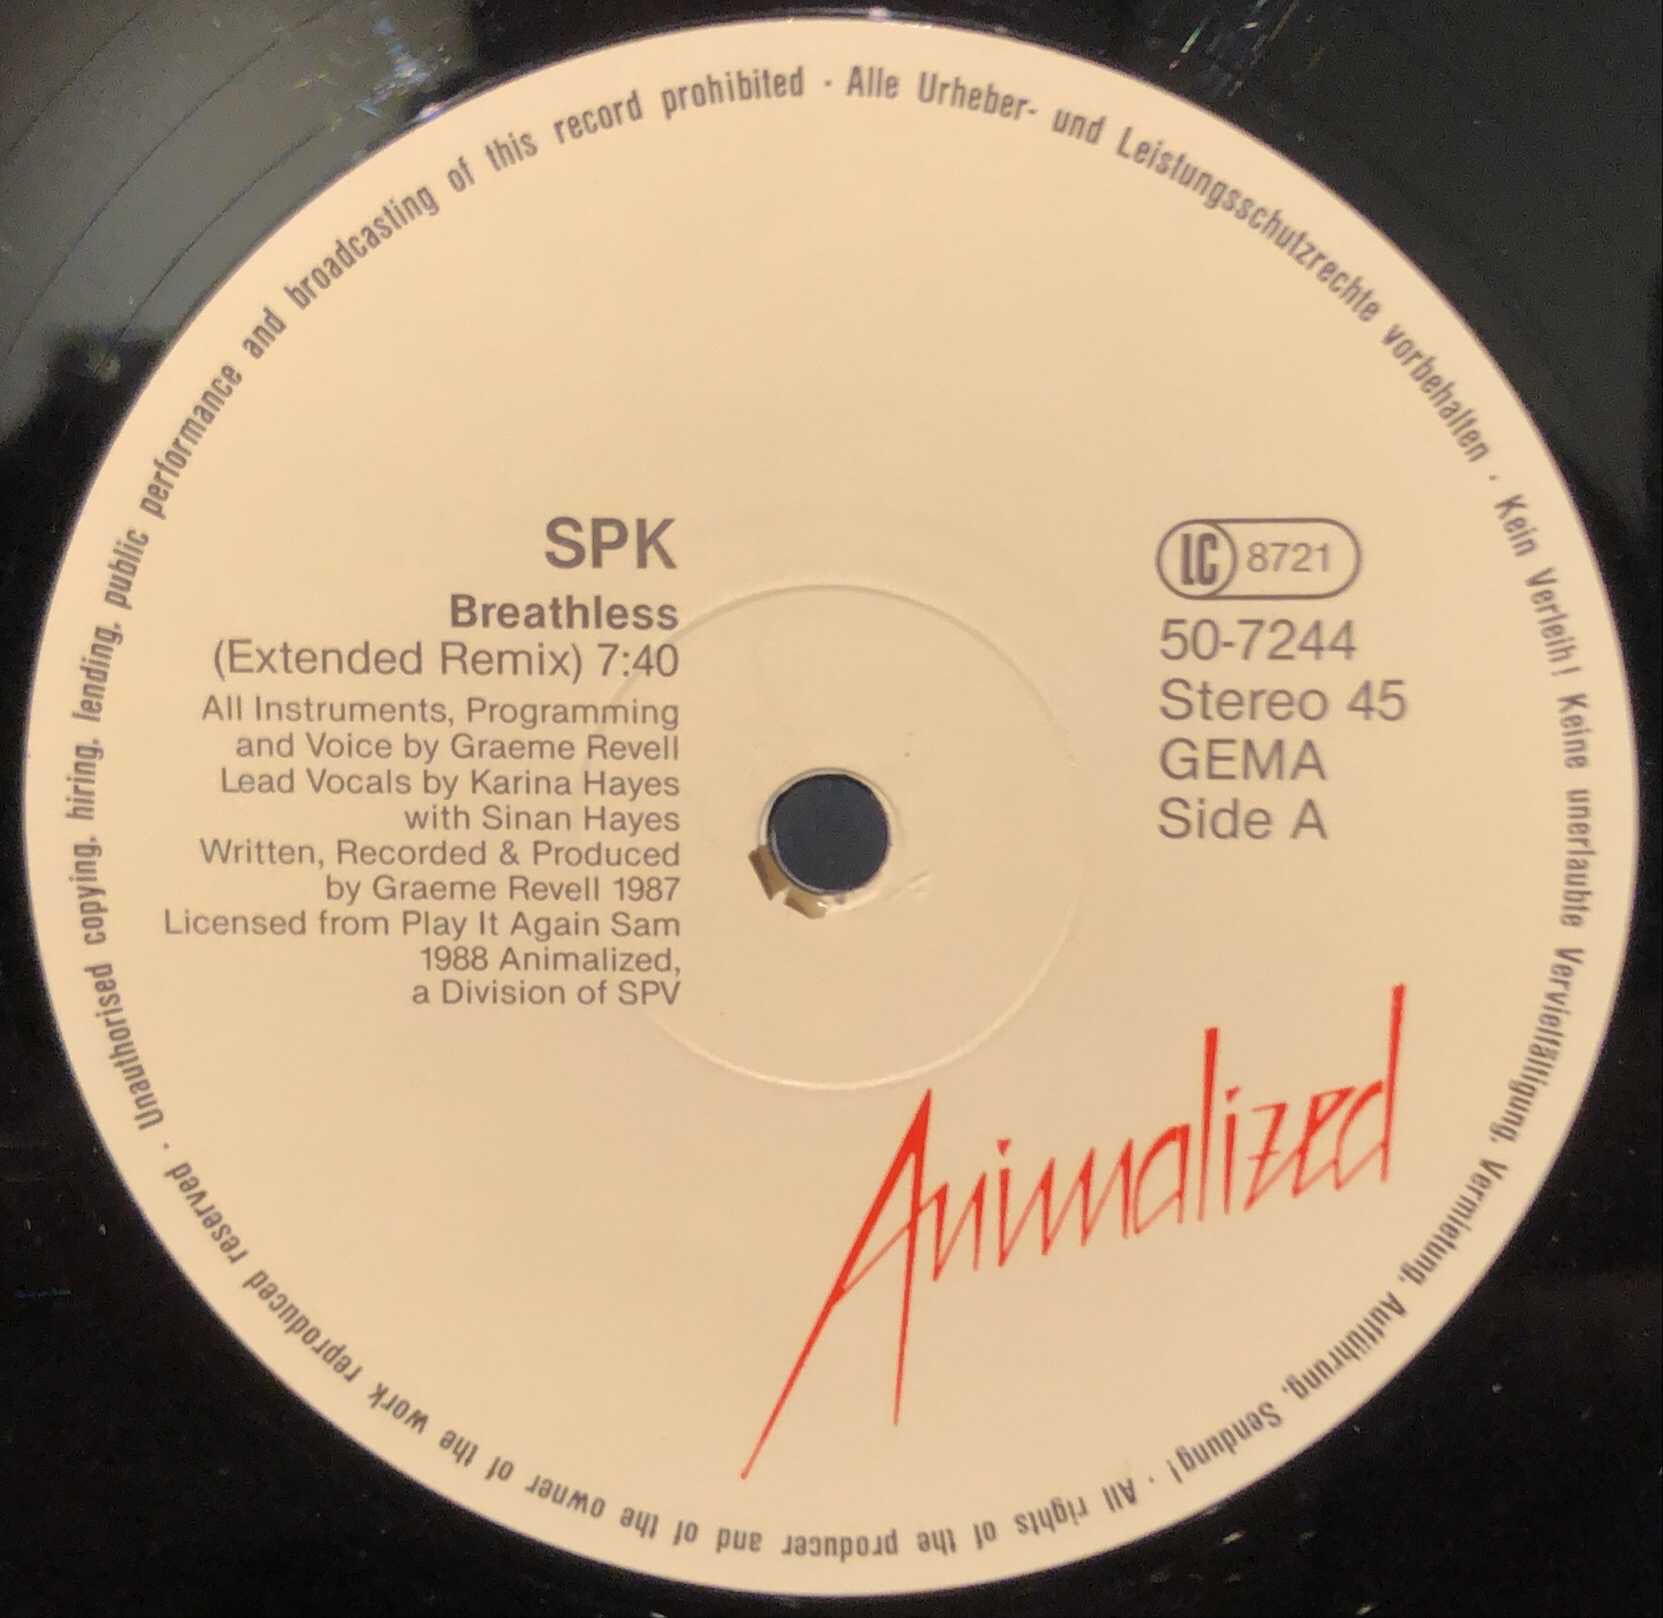 SPK
Breathless
(Extended Remix) 7:40
All Instruments, Programming
and Voice by Graeme Revell
Lead Vocals by Karina Hayes
with Sinan Hayes
Written, Recorded & Produced
by Graeme Revell 1987
Licensed from Play It Again Sam
1988 Animalized,
a Division of SPV
LC 8721
50-7244
Stereo 45
GEMA
Side A
Animalized
Alle Urheber- und Leistungsschutzrechte vorbehalten · Kein Verleih! Keine unerlaubte Vervielfältigung, Vermietung, Aufführung, Sendung! · All rights of the producer and of the owner of the work reproduced reserved · Unauthorised copying, hiring, lending, public performance and broadcasting of this record prohibited ·